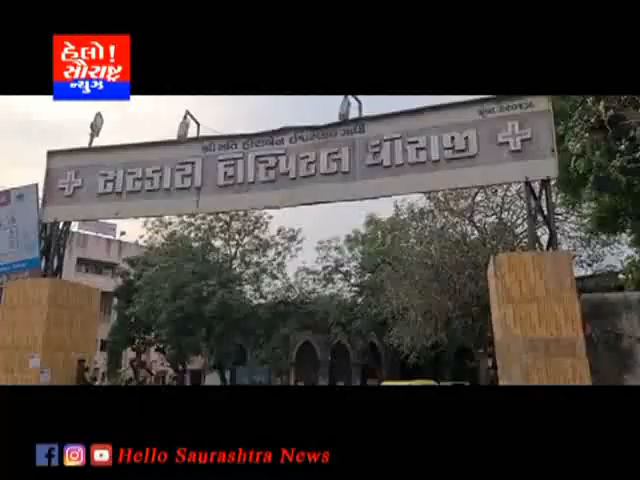 હેલો!
સૌરાષ્ટ્ર
ન્યુઝ
સરકારી હોસ્પિટલ ધોરાજી
Hello Saurashtra News